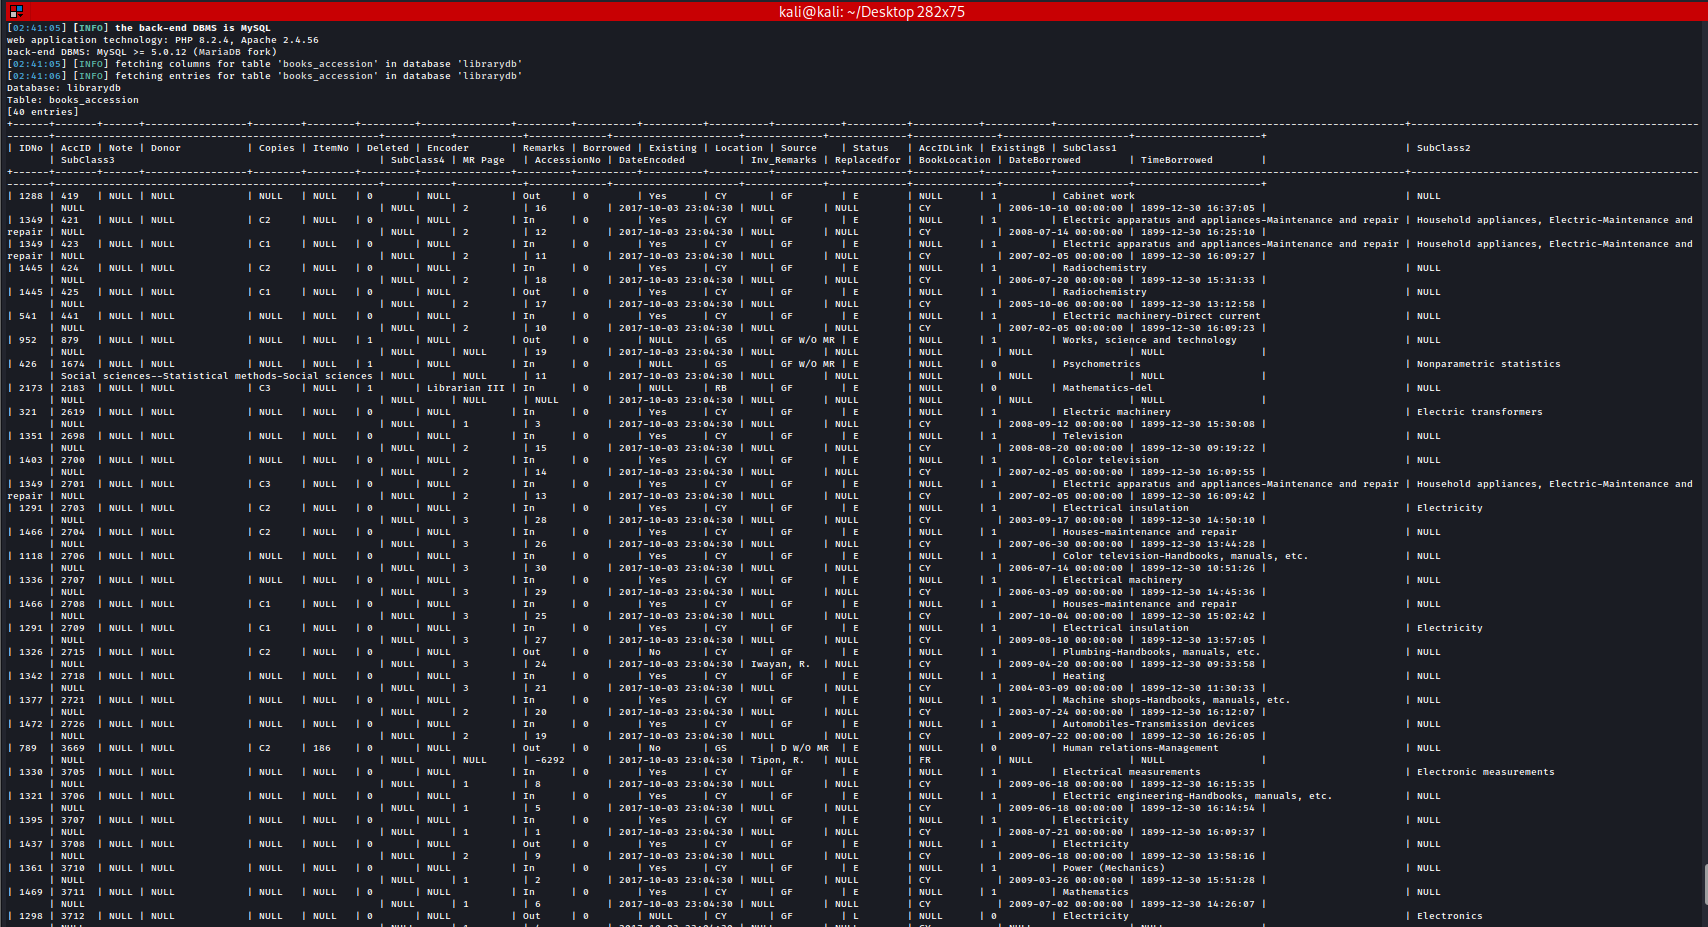 kali@kali: ~/Desktop 282x75
[02:41:05] [INFO] the back-end DBMS is MySQL
web application technology: PHP 8.2.4, Apache 2.4.56
back-end DBMS: MySQL >= 5.0.12 (MariaDB fork)
[02:41:05] [INFO] fetching columns for table 'books_accession' in database 'librarydb'
[02:41:06] [INFO] fetching entries for table 'books_accession' in database 'librarydb'
Database: librarydb
Table: books_accession
[40 entries]
| IDNo | AccID | Note | Donor | Copies | ItemNo | Deleted | Encoder | Remarks | Borrowed | Existing | Location | Source | Status | AccIDLink | ExistingB | SubClass1 | SubClass2
| SubClass3 | SubClass4 | MR Page | AccessionNo | DateEncoded | Inv_Remarks | Replacedfor | BookLocation | DateBorrowed | TimeBorrowed |
| 1288 | 419 | NULL | NULL | NULL | NULL | 0 | NULL | Out | 0 | Yes | CY | GF | E | NULL | 1 | Cabinet work | NULL
| NULL | NULL | 2 | 16 | 2017-10-03 23:04:30 | NULL | NULL | CY | 2006-10-10 00:00:00 | 1899-12-30 16:37:05 |
| 1349 | 421 | NULL | NULL | C2 | NULL | 0 | NULL | In | 0 | Yes | CY | GF | E | NULL | 1 | Electric apparatus and appliances-Maintenance and repair | Household appliances, Electric-Maintenance and
repair | NULL | NULL | 2 | 12 | 2017-10-03 23:04:30 | NULL | NULL | CY | 2008-07-14 00:00:00 | 1899-12-30 16:25:10 |
| 1349 | 423 | NULL | NULL | C1 | NULL | 0 | NULL | In | 0 | Yes | CY | GF | E | NULL | 1 | Electric apparatus and appliances-Maintenance and repair | Household appliances, Electric-Maintenance and
repair | NULL | NULL | 2 | 11 | 2017-10-03 23:04:30 | NULL | NULL | CY | 2007-02-05 00:00:00 | 1899-12-30 16:09:27 |
| 1445 | 424 | NULL | NULL | C2 | NULL | 0 | NULL | In | 0 | Yes | CY | GF | E | NULL | 1 | Radiochemistry | NULL
| NULL | NULL | 2 | 18 | 2017-10-03 23:04:30 | NULL | NULL | CY | 2006-07-20 00:00:00 | 1899-12-30 15:31:33 |
| 1445 | 425 | NULL | NULL | C1 | NULL | 0 | NULL | Out | 0 | Yes | CY | GF | E | NULL | 1 | Radiochemistry | NULL
| NULL | NULL | 2 | 17 | 2017-10-03 23:04:30 | NULL | NULL | CY | 2005-10-06 00:00:00 | 1899-12-30 13:12:58 |
| 541 | 441 | NULL | NULL | NULL | NULL | 0 | NULL | In | 0 | Yes | CY | GF | E | NULL | 1 | Electric machinery-Direct current | NULL
| NULL | NULL | 2 | 10 | 2017-10-03 23:04:30 | NULL | NULL | CY | 2007-02-05 00:00:00 | 1899-12-30 16:09:23 |
| 952 | 879 | NULL | NULL | NULL | NULL | 1 | NULL | Out | 0 | NULL | GS | GF W/O MR | E | NULL | 1 | Works, science and technology | NULL
| NULL | NULL | NULL | 19 | 2017-10-03 23:04:30 | NULL | NULL | CY | NULL | NULL |
| 426 | 1674 | NULL | NULL | NULL | NULL | 1 | NULL | In | 0 | NULL | GS | GF W/O MR | E | NULL | 0 | Psychometrics | Nonparametric statistics
| Social sciences--Statistical methods-Social sciences | NULL | NULL | 11 | 2017-10-03 23:04:30 | NULL | NULL | CY | NULL | NULL |
| 2173 | 2183 | NULL | NULL | C3 | NULL | 1 | Librarian III | In | 0 | NULL | RB | GF | E | NULL | 0 | Mathematics-del | NULL
| NULL | NULL | NULL | NULL | 2017-10-03 23:04:30 | NULL | NULL | CY | NULL | NULL |
| 321 | 2619 | NULL | NULL | NULL | NULL | 0 | NULL | In | 0 | Yes | CY | GF | E | NULL | 1 | Electric machinery | Electric transformers
| NULL | NULL | 1 | 3 | 2017-10-03 23:04:30 | NULL | NULL | CY | 2008-09-12 00:00:00 | 1899-12-30 15:30:08 |
| 1351 | 2698 | NULL | NULL | NULL | NULL | 0 | NULL | In | 0 | Yes | CY | GF | E | NULL | 1 | Television | NULL
| NULL | NULL | 2 | 15 | 2017-10-03 23:04:30 | NULL | NULL | CY | 2008-08-20 00:00:00 | 1899-12-30 09:19:22 |
| 1403 | 2700 | NULL | NULL | NULL | NULL | 0 | NULL | In | 0 | Yes | CY | GF | E | NULL | 1 | Color television | NULL
| NULL | NULL | 2 | 14 | 2017-10-03 23:04:30 | NULL | NULL | CY | 2007-02-05 00:00:00 | 1899-12-30 16:09:55 |
| 1349 | 2701 | NULL | NULL | C3 | NULL | 0 | NULL | In | 0 | Yes | CY | GF | E | NULL | 1 | Electric apparatus and appliances-Maintenance and repair | Household appliances, Electric-Maintenance and
repair | NULL | NULL | 2 | 13 | 2017-10-03 23:04:30 | NULL | NULL | CY | 2007-02-05 00:00:00 | 1899-12-30 16:09:42 |
| 1291 | 2703 | NULL | NULL | C2 | NULL | 0 | NULL | In | 0 | Yes | CY | GF | E | NULL | 1 | Electrical insulation | Electricity
| NULL | NULL | 3 | 28 | 2017-10-03 23:04:30 | NULL | NULL | CY | 2003-09-17 00:00:00 | 1899-12-30 14:50:10 |
| 1466 | 2704 | NULL | NULL | C2 | NULL | 0 | NULL | In | 0 | Yes | CY | GF | E | NULL | 1 | Houses-maintenance and repair | NULL
| NULL | NULL | 3 | 26 | 2017-10-03 23:04:30 | NULL | NULL | CY | 2007-06-30 00:00:00 | 1899-12-30 13:44:28 |
| 1118 | 2706 | NULL | NULL | NULL | NULL | 0 | NULL | In | 0 | Yes | CY | GF | E | NULL | 1 | Color television-Handbooks, manuals, etc. | NULL
| NULL | NULL | 3 | 30 | 2017-10-03 23:04:30 | NULL | NULL | CY | 2006-07-14 00:00:00 | 1899-12-30 10:51:26 |
| 1336 | 2707 | NULL | NULL | NULL | NULL | 0 | NULL | In | 0 | Yes | CY | GF | E | NULL | 1 | Electrical machinery | NULL
| NULL | NULL | 3 | 29 | 2017-10-03 23:04:30 | NULL | NULL | CY | 2006-03-09 00:00:00 | 1899-12-30 14:45:36 |
| 1466 | 2708 | NULL | NULL | C1 | NULL | 0 | NULL | In | 0 | Yes | CY | GF | E | NULL | 1 | Houses-maintenance and repair | NULL
| NULL | NULL | 3 | 25 | 2017-10-03 23:04:30 | NULL | NULL | CY | 2007-10-04 00:00:00 | 1899-12-30 15:02:42 |
| 1291 | 2709 | NULL | NULL | C1 | NULL | 0 | NULL | In | 0 | Yes | CY | GF | E | NULL | 1 | Electrical insulation | Electricity
| NULL | NULL | 3 | 27 | 2017-10-03 23:04:30 | NULL | NULL | CY | 2009-08-10 00:00:00 | 1899-12-30 13:57:05 |
| 1326 | 2715 | NULL | NULL | C2 | NULL | 0 | NULL | Out | 0 | No | CY | GF | E | NULL | 1 | Plumbing-Handbooks, manuals, etc. | NULL
| NULL | NULL | 3 | 24 | 2017-10-03 23:04:30 | Iwayan, R. | NULL | CY | 2009-04-20 00:00:00 | 1899-12-30 09:33:58 |
| 1342 | 2718 | NULL | NULL | NULL | NULL | 0 | NULL | In | 0 | Yes | CY | GF | E | NULL | 1 | Heating | NULL
| NULL | NULL | 3 | 21 | 2017-10-03 23:04:30 | NULL | NULL | CY | 2004-03-09 00:00:00 | 1899-12-30 11:30:33 |
| 1377 | 2721 | NULL | NULL | NULL | NULL | 0 | NULL | In | 0 | Yes | CY | GF | E | NULL | 1 | Machine shops-Handbooks, manuals, etc. | NULL
| NULL | NULL | 2 | 20 | 2017-10-03 23:04:30 | NULL | NULL | CY | 2003-07-24 00:00:00 | 1899-12-30 16:12:07 |
| 1472 | 2726 | NULL | NULL | NULL | NULL | 0 | NULL | In | 0 | Yes | CY | GF | E | NULL | 1 | Automobiles-Transmission devices | NULL
| NULL | NULL | 2 | 19 | 2017-10-03 23:04:30 | NULL | NULL | CY | 2009-07-22 00:00:00 | 1899-12-30 16:26:05 |
| 789 | 3669 | NULL | NULL | C2 | 186 | 0 | NULL | Out | 0 | No | GS | D W/O MR | E | NULL | 0 | Human relations-Management | NULL
| NULL | NULL | NULL | -6292 | 2017-10-03 23:04:30 | Tipon, R. | NULL | FR | NULL | NULL |
| 1330 | 3705 | NULL | NULL | NULL | NULL | 0 | NULL | In | 0 | Yes | CY | GF | E | NULL | 1 | Electrical measurements | Electronic measurements
| NULL | NULL | 1 | 8 | 2017-10-03 23:04:30 | NULL | NULL | CY | 2009-06-18 00:00:00 | 1899-12-30 16:15:35 |
| 1321 | 3706 | NULL | NULL | NULL | NULL | 0 | NULL | In | 0 | Yes | CY | GF | E | NULL | 1 | Electric engineering-Handbooks, manuals, etc. | NULL
| NULL | NULL | 1 | 5 | 2017-10-03 23:04:30 | NULL | NULL | CY | 2009-06-18 00:00:00 | 1899-12-30 16:14:54 |
| 1395 | 3707 | NULL | NULL | NULL | NULL | 0 | NULL | In | 0 | Yes | CY | GF | E | NULL | 1 | Electricity | NULL
| NULL | NULL | 1 | 1 | 2017-10-03 23:04:30 | NULL | NULL | CY | 2008-07-21 00:00:00 | 1899-12-30 16:09:37 |
| 1437 | 3708 | NULL | NULL | NULL | NULL | 0 | NULL | Out | 0 | Yes | CY | GF | E | NULL | 1 | Electricity | NULL
| NULL | NULL | 2 | 9 | 2017-10-03 23:04:30 | NULL | NULL | CY | 2009-06-18 00:00:00 | 1899-12-30 13:58:16 |
| 1361 | 3710 | NULL | NULL | NULL | NULL | 0 | NULL | In | 0 | Yes | CY | GF | E | NULL | 1 | Power (Mechanics) | NULL
| NULL | NULL | 1 | 2 | 2017-10-03 23:04:30 | NULL | NULL | CY | 2009-03-26 00:00:00 | 1899-12-30 15:51:28 |
| 1469 | 3711 | NULL | NULL | NULL | NULL | 0 | NULL | In | 0 | Yes | CY | GF | E | NULL | 1 | Mathematics | NULL
| NULL | NULL | 1 | 6 | 2017-10-03 23:04:30 | NULL | NULL | CY | 2009-07-02 00:00:00 | 1899-12-30 14:26:07 |
| 1298 | 3712 | NULL | NULL | NULL | NULL | 0 | NULL | Out | 0 | NULL | CY | GF | L | NULL | 0 | Electricity | Electronics